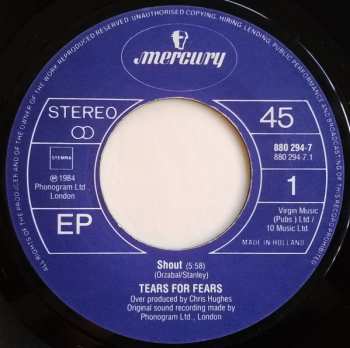 ALL RIGHTS OF THE PRODUCER AND OF THE OWNER OF THE WORK REPRODUCED RESERVED. UNAUTHORISED COPYING, HIRING, LENDING, PUBLIC PERFORMANCE AND BROADCASTING OF THIS RECORD PROHIBITED
mercury
STEREO
45
STEMRA
880 294-7
880 294-7.1
℗ 1984
Phonogram Ltd.,
London
1
EP
Virgin Music
(Pubs) Ltd /
10 Music Ltd.
MADE IN HOLLAND
Shout (5:58)
(Orzabal/Stanley)
TEARS FOR FEARS
Over produced by Chris Hughes
Original sound recording made by
Phonogram Ltd., London